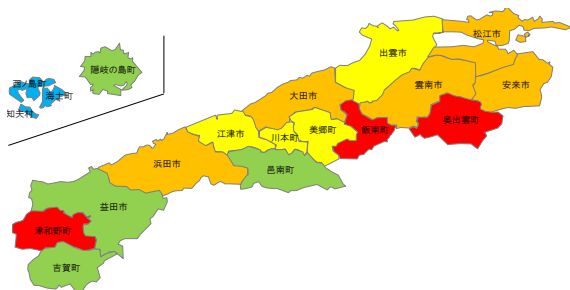 松江市
出雲市
隠岐の島町
雲南市
安来市
西ノ島町
海士町
大田市
知夫村
奥出雲町
飯南町
江津市
美郷町
川本町
浜田市
邑南町
益田市
津和野町
吉賀町